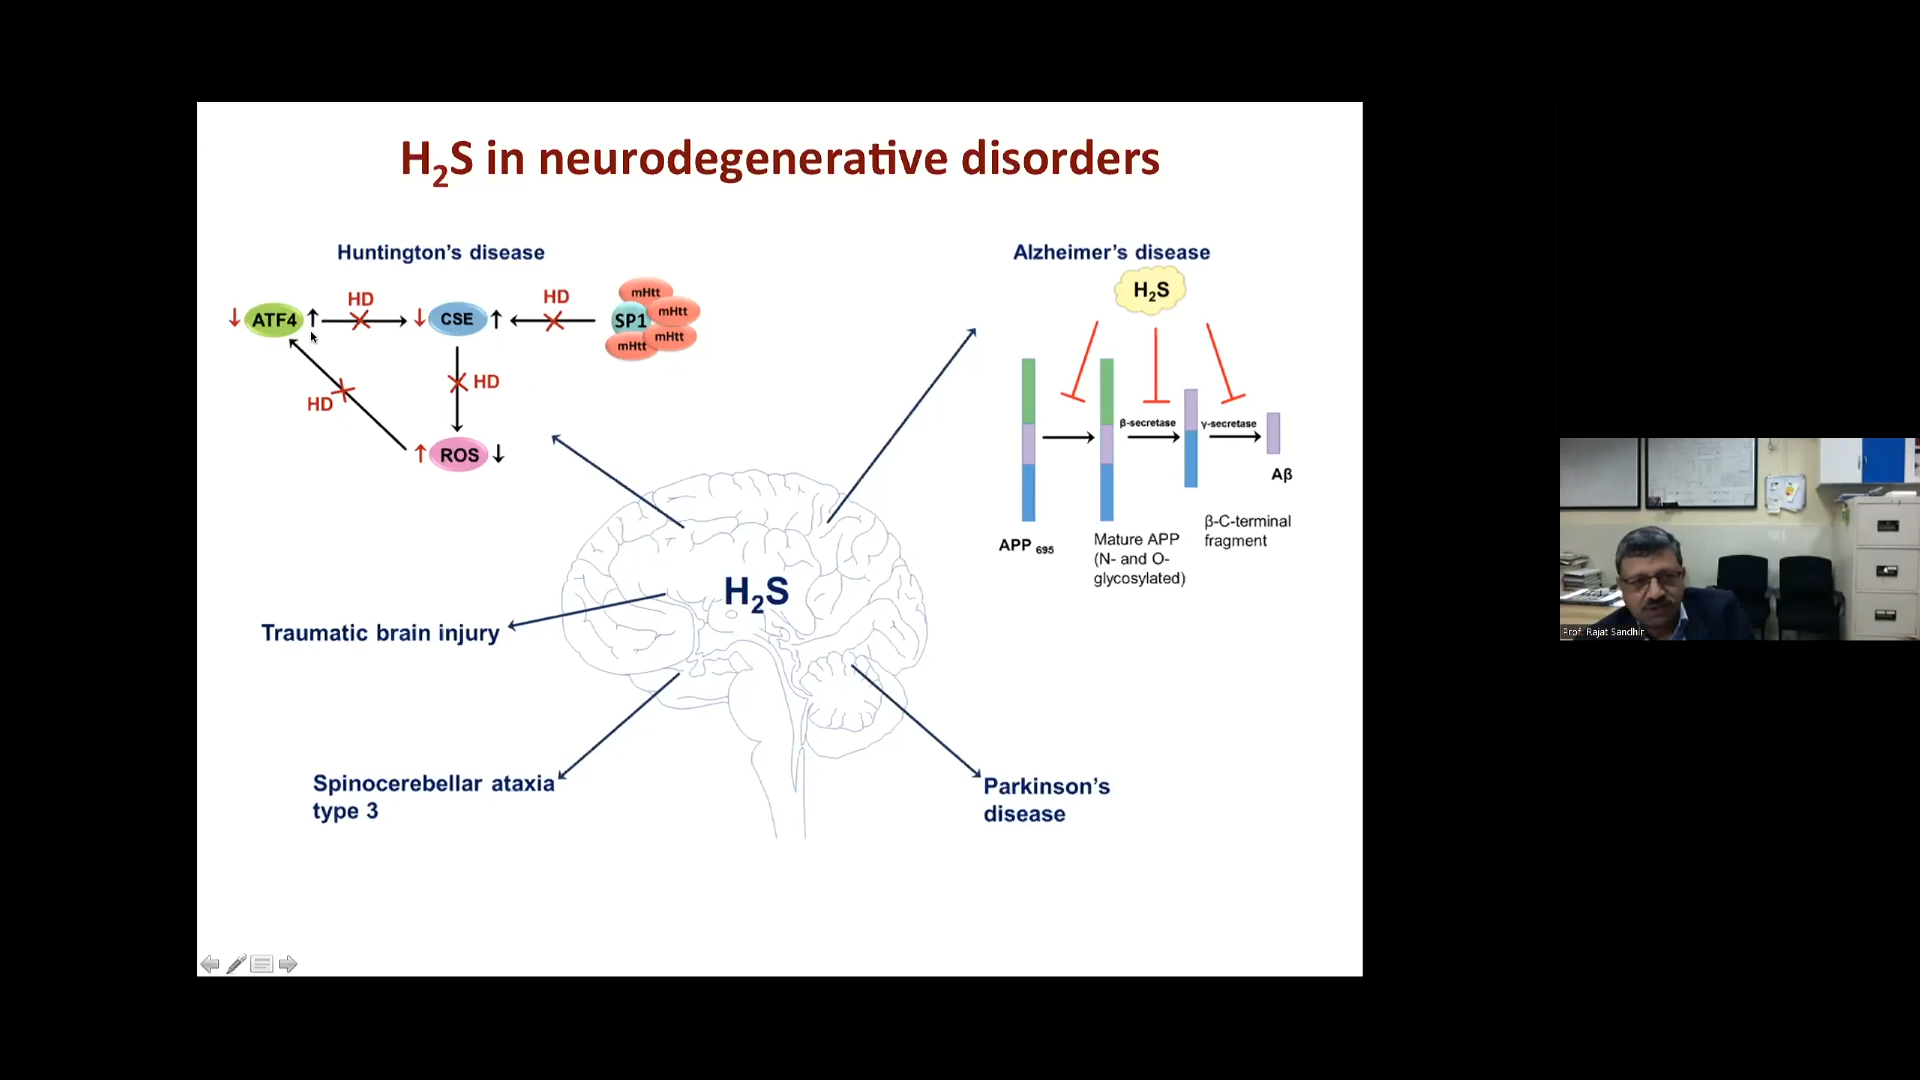 H2S in neurodegenerative disorders
Huntington's disease
HD
HD
ATF4
CSE
SP1
mHtt
mHtt
mHtt
mHtt
HD
HD
ROS
Alzheimer's disease
H2S
β-secretase
γ-secretase
Aβ
APP 695
Mature APP
(N- and O-
glycosylated)
β-C-terminal
fragment
H2S
Traumatic brain injury
Spinocerebellar ataxia
type 3
Parkinson's
disease
Prof. Rajat Sandhir